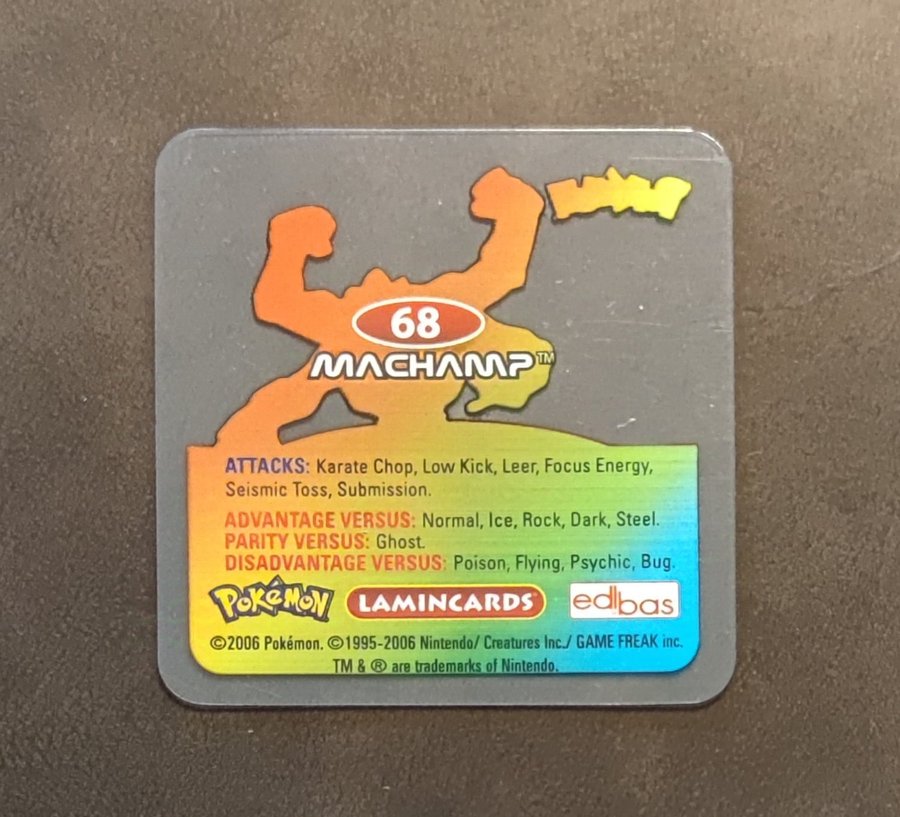 68
MACHAMP™
ATTACKS: Karate Chop, Low Kick, Leer, Focus Energy,
Seismic Toss, Submission.
ADVANTAGE VERSUS: Normal, Ice, Rock, Dark, Steel.
PARITY VERSUS: Ghost.
DISADVANTAGE VERSUS: Poison, Flying, Psychic, Bug.
POKéMON LAMINCARDS® edibas
©2006 Pokémon. ©1995-2006 Nintendo/ Creatures Inc./ GAME FREAK inc.
TM & ® are trademarks of Nintendo.